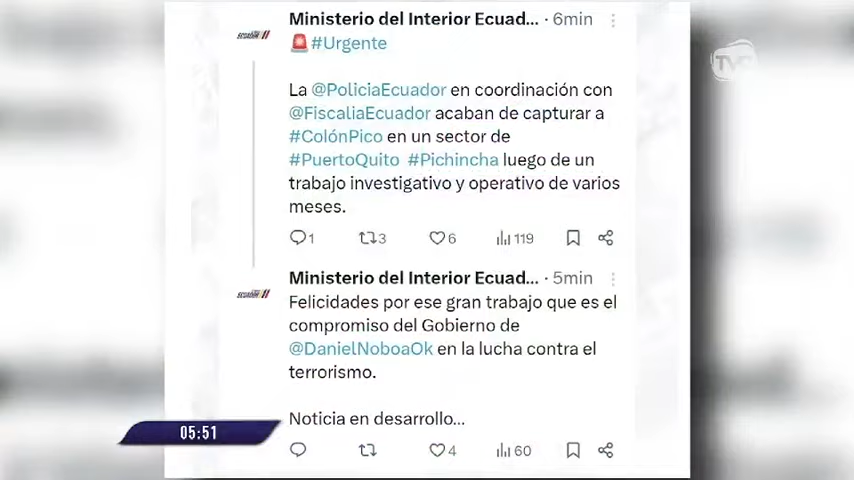 Ministerio del Interior Ecuad... · 6min
#Urgente
TVC
La @PoliciaEcuador en coordinación con
@FiscaliaEcuador acaban de capturar a
#ColónPico en un sector de
#PuertoQuito #Pichincha luego de un
trabajo investigativo y operativo de varios
meses.
1 3 6 119
Ministerio del Interior Ecuad... · 5min
Felicidades por ese gran trabajo que es el
compromiso del Gobierno de
@DanielNoboaOk en la lucha contra el
terrorismo.
Noticia en desarrollo...
05:51
4 60